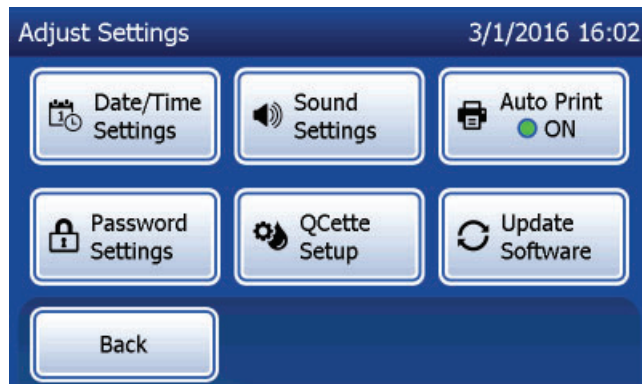 Adjust Settings 3/1/2016 16:02
Date/Time
Settings
Sound
Settings
Auto Print
ON
Password
Settings
QCette
Setup
Update
Software
Back